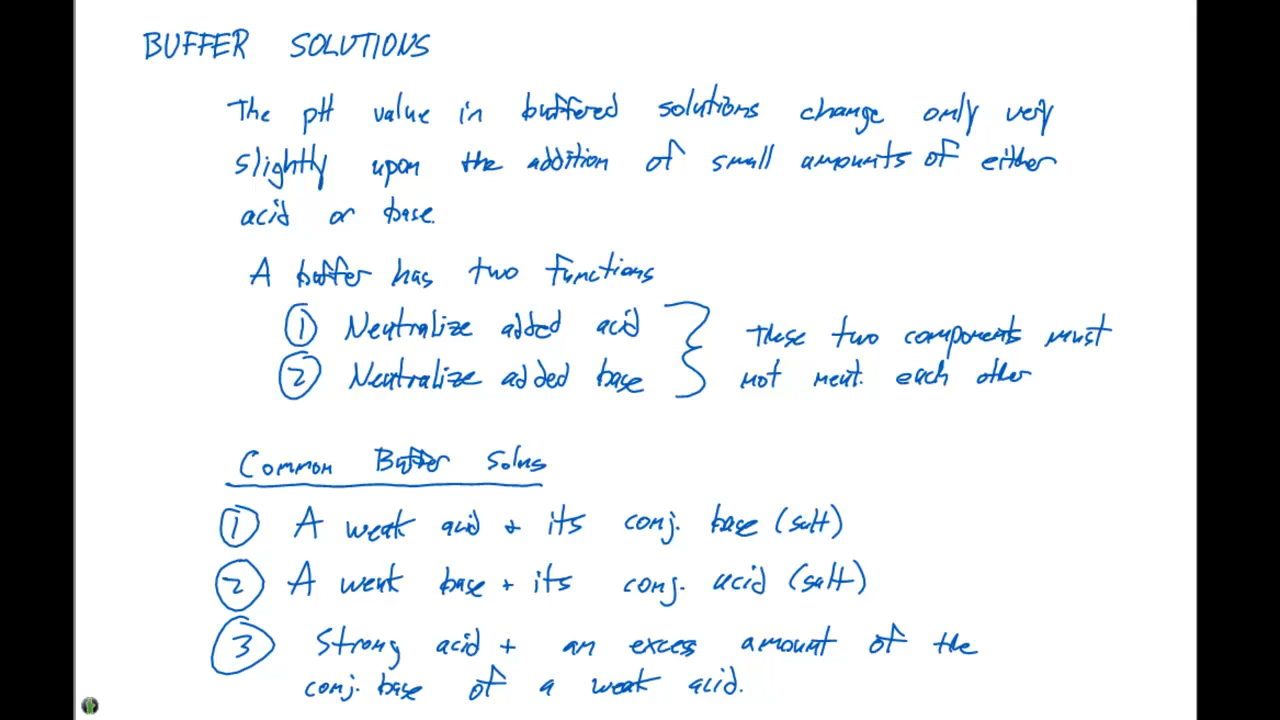 BUFFER SOLUTIONS
The pH value in buffered solutions change only very
slightly upon the addition of small amounts of either
acid or base.
A buffer has two functions
① Neutralize added acid
② Neutralize added base
These two components must
not neut. each other
Common Buffer Solns
① A weak acid + its conj. base (salt)
② A weak base + its conj. acid (salt)
③ Strong acid + an excess amount of the
conj. base of a weak acid.